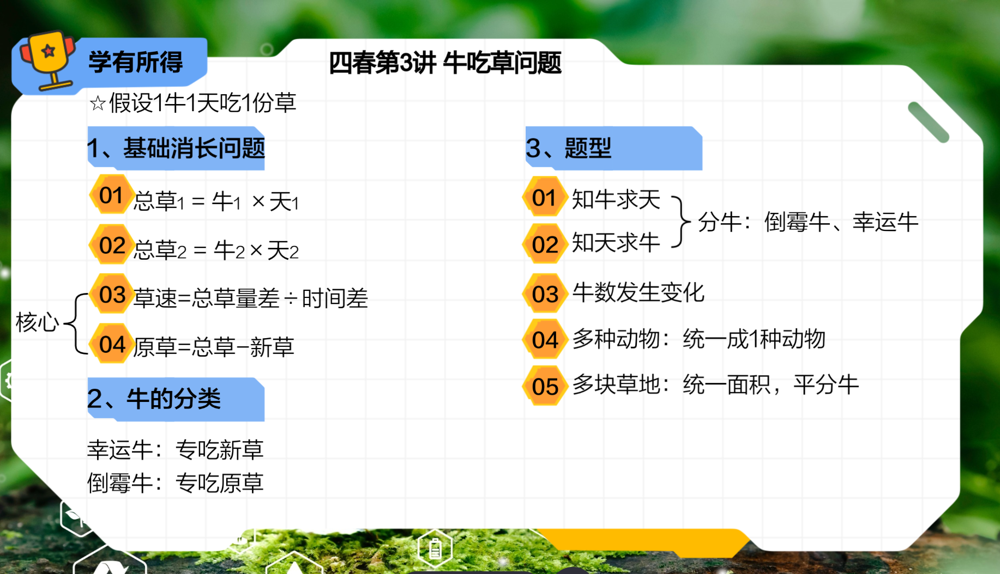 学有所得
四春第3讲 牛吃草问题
☆假设1牛1天吃1份草
1、基础消长问题
01 总草1 = 牛1 × 天1
02 总草2 = 牛2 × 天2
核心
03 草速=总草量差÷时间差
04 原草=总草-新草
2、牛的分类
幸运牛：专吃新草
倒霉牛：专吃原草
3、题型
01 知牛求天
02 知天求牛
分牛：倒霉牛、幸运牛
03 牛数发生变化
04 多种动物：统一成1种动物
05 多块草地：统一面积，平分牛